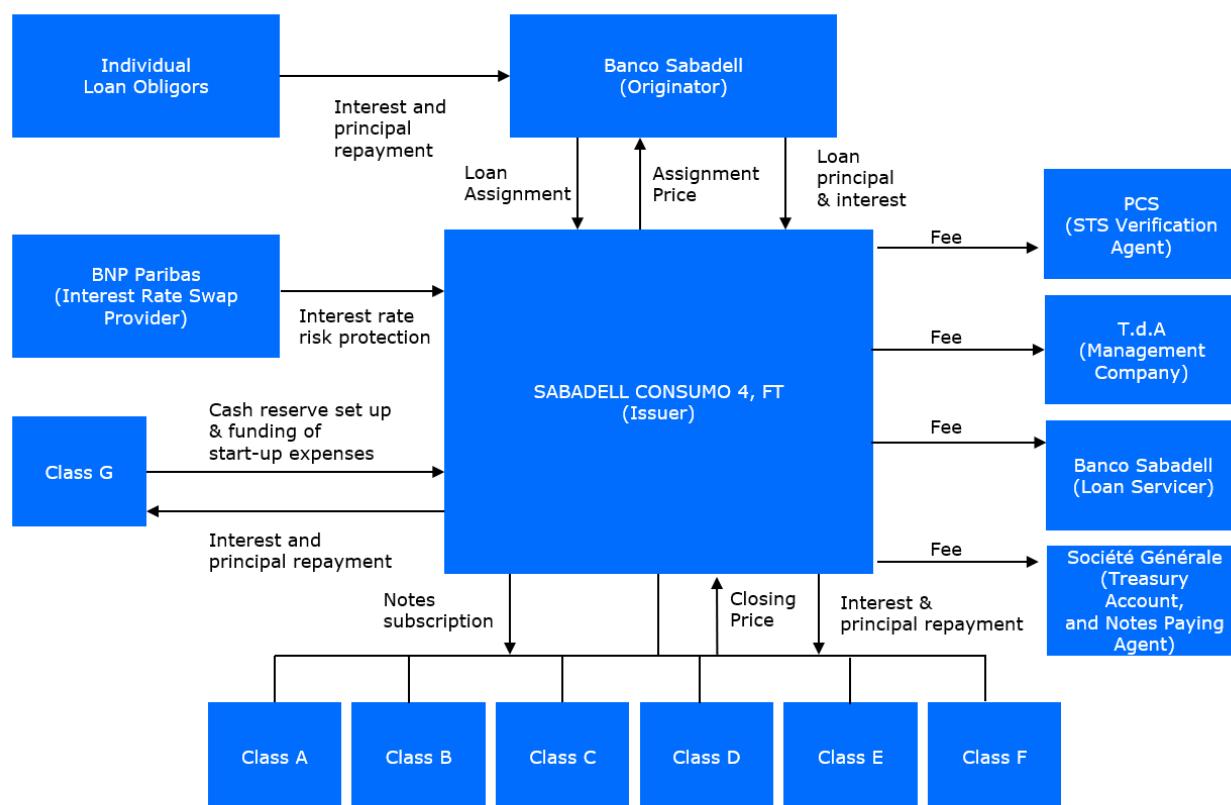 Individual
Loan Obligors
Interest and
principal
repayment
Banco Sabadell
(Originator)
Loan
Assignment
Assignment
Price
Loan
principal
& interest
BNP Paribas
(Interest Rate Swap
Provider)
Interest rate
risk protection
SABADELL CONSUMO 4, FT
(Issuer)
Fee
PCS
(STS Verification
Agent)
Fee
T.d.A
(Management
Company)
Fee
Banco Sabadell
(Loan Servicer)
Fee
Société Générale
(Treasury
Account,
and Notes Paying
Agent)
Class G
Cash reserve set up
& funding of
start-up expenses
Interest and
principal repayment
Notes
subscription
Closing
Price
Interest &
principal repayment
Class A
Class B
Class C
Class D
Class E
Class F